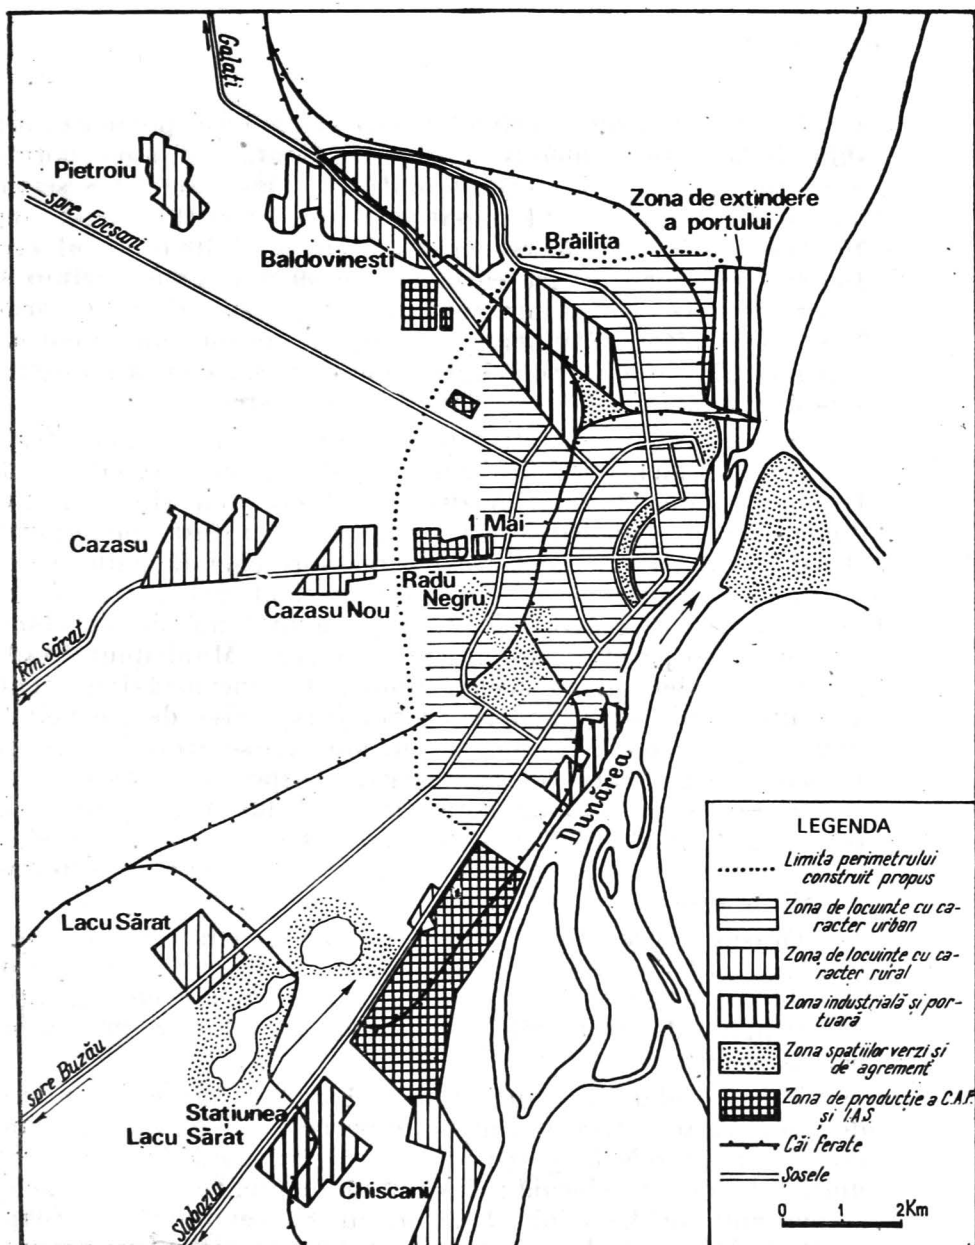 Galați
Pietroiu
spre Focșani
Baldovinești
Brăilița
Zona de extindere
a portului
Cazasu
Cazasu Nou
1 Mai
Radu
Negru
Rm Sărat
Dunărea
Lacu Sărat
spre Buzău
Stațiunea
Lacu Sărat
Slobozia
Chiscani
LEGENDA
Limita perimetrului
construit propus
Zona de locuințe cu ca-
racter urban
Zona de locuințe cu ca-
racter rural
Zona industrială și por-
tuară
Zona spațiilor verzi și
de agrement
Zona de producție a C.A.P.
și I.A.S.
Căi ferate
Șosele
0 1 2Km